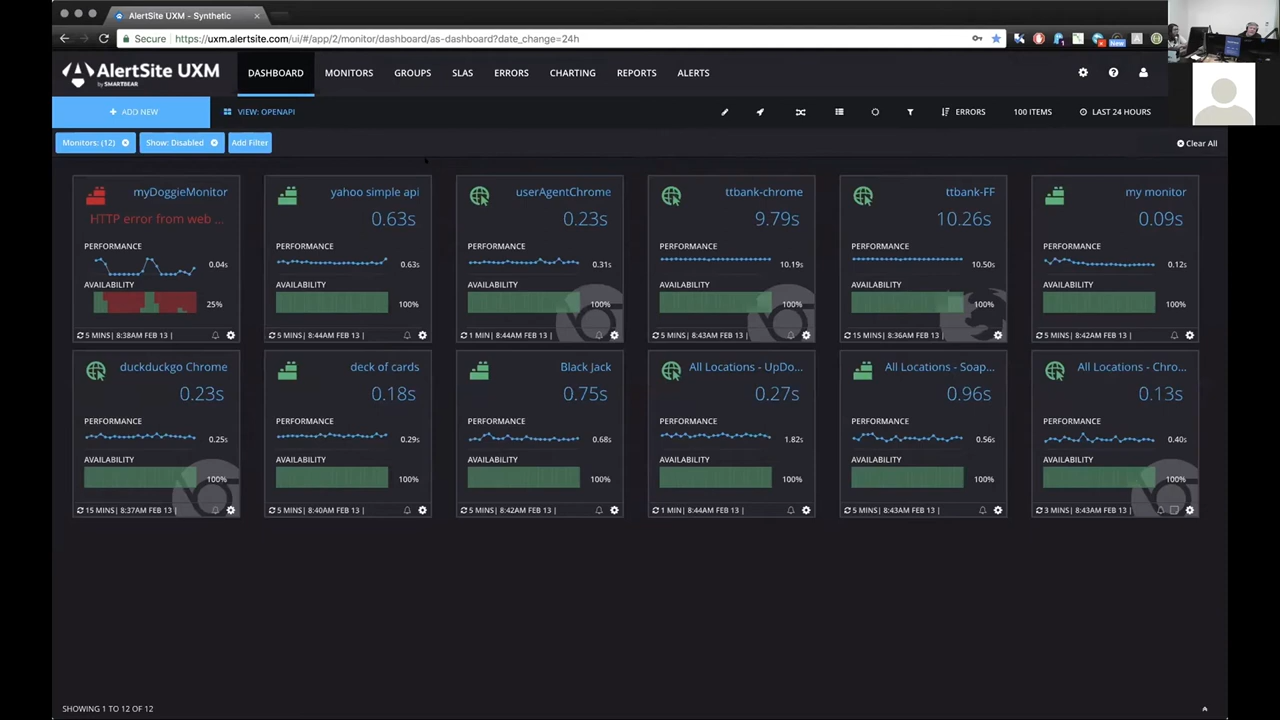 AlertSite UXM - Synthetic
Secure https://uxm.alertsite.com/ui/#/app/2/monitor/dashboard/as-dashboard?date_change=24h
New
AlertSite UXM
by SMARTBEAR
DASHBOARD MONITORS GROUPS SLAS ERRORS CHARTING REPORTS ALERTS
+ ADD NEW VIEW: OPENAPI ERRORS 100 ITEMS LAST 24 HOURS
Monitors: (12) Show: Disabled Add Filter Clear All
myDoggieMonitor
HTTP error from web ...
PERFORMANCE
0.04s
AVAILABILITY
25%
5 MINS| 8:38AM FEB 13 |
yahoo simple api
0.63s
PERFORMANCE
0.63s
AVAILABILITY
100%
5 MINS| 8:44AM FEB 13 |
userAgentChrome
0.23s
PERFORMANCE
0.31s
AVAILABILITY
100%
1 MIN| 8:44AM FEB 13 |
ttbank-chrome
9.79s
PERFORMANCE
10.19s
AVAILABILITY
100%
5 MINS| 8:43AM FEB 13 |
ttbank-FF
10.26s
PERFORMANCE
10.50s
AVAILABILITY
100%
15 MINS| 8:36AM FEB 13 |
my monitor
0.09s
PERFORMANCE
0.12s
AVAILABILITY
100%
5 MINS| 8:42AM FEB 13 |
duckduckgo Chrome
0.23s
PERFORMANCE
0.25s
AVAILABILITY
100%
15 MINS| 8:37AM FEB 13 |
deck of cards
0.18s
PERFORMANCE
0.29s
AVAILABILITY
100%
5 MINS| 8:40AM FEB 13 |
Black Jack
0.75s
PERFORMANCE
0.68s
AVAILABILITY
100%
5 MINS| 8:42AM FEB 13 |
All Locations - UpDo...
0.27s
PERFORMANCE
1.82s
AVAILABILITY
100%
1 MIN| 8:44AM FEB 13 |
All Locations - Soap...
0.96s
PERFORMANCE
0.56s
AVAILABILITY
100%
5 MINS| 8:43AM FEB 13 |
All Locations - Chro...
0.13s
PERFORMANCE
0.40s
AVAILABILITY
100%
3 MINS| 8:43AM FEB 13 |
SHOWING 1 TO 12 OF 12